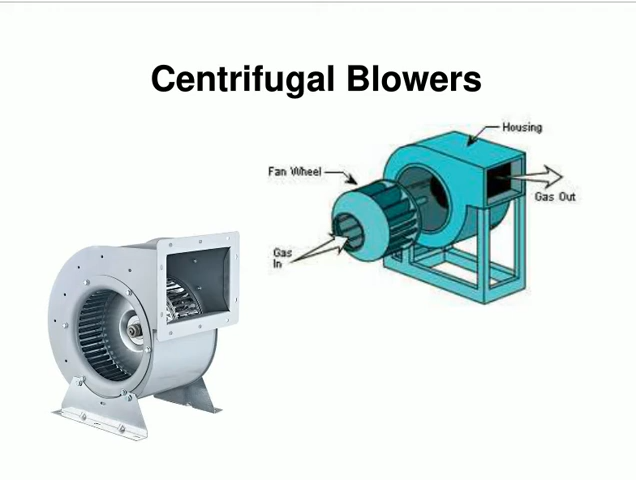 Centrifugal Blowers
Housing
Fan Wheel
Gas Out
Gas
In